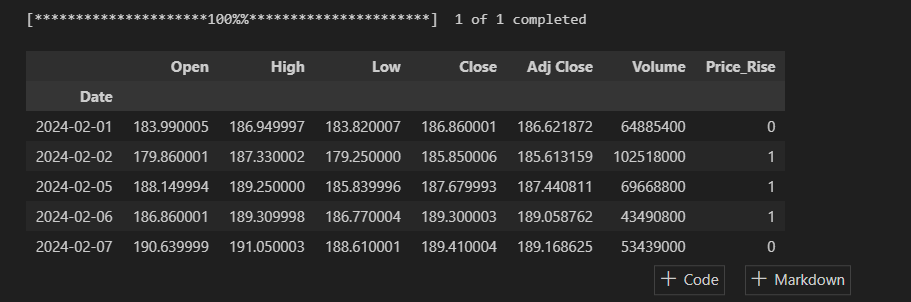 [*********************100%%**********************]  1 of 1 completed
Open High Low Close Adj Close Volume Price_Rise
Date
2024-02-01 183.990005 186.949997 183.820007 186.860001 186.621872 64885400 0
2024-02-02 179.860001 187.330002 179.250000 185.850006 185.613159 102518000 1
2024-02-05 188.149994 189.250000 185.839996 187.679993 187.440811 69668800 1
2024-02-06 186.860001 189.309998 186.770004 189.300003 189.058762 43490800 1
2024-02-07 190.639999 191.050003 188.610001 189.410004 189.168625 53439000 0
+ Code + Markdown